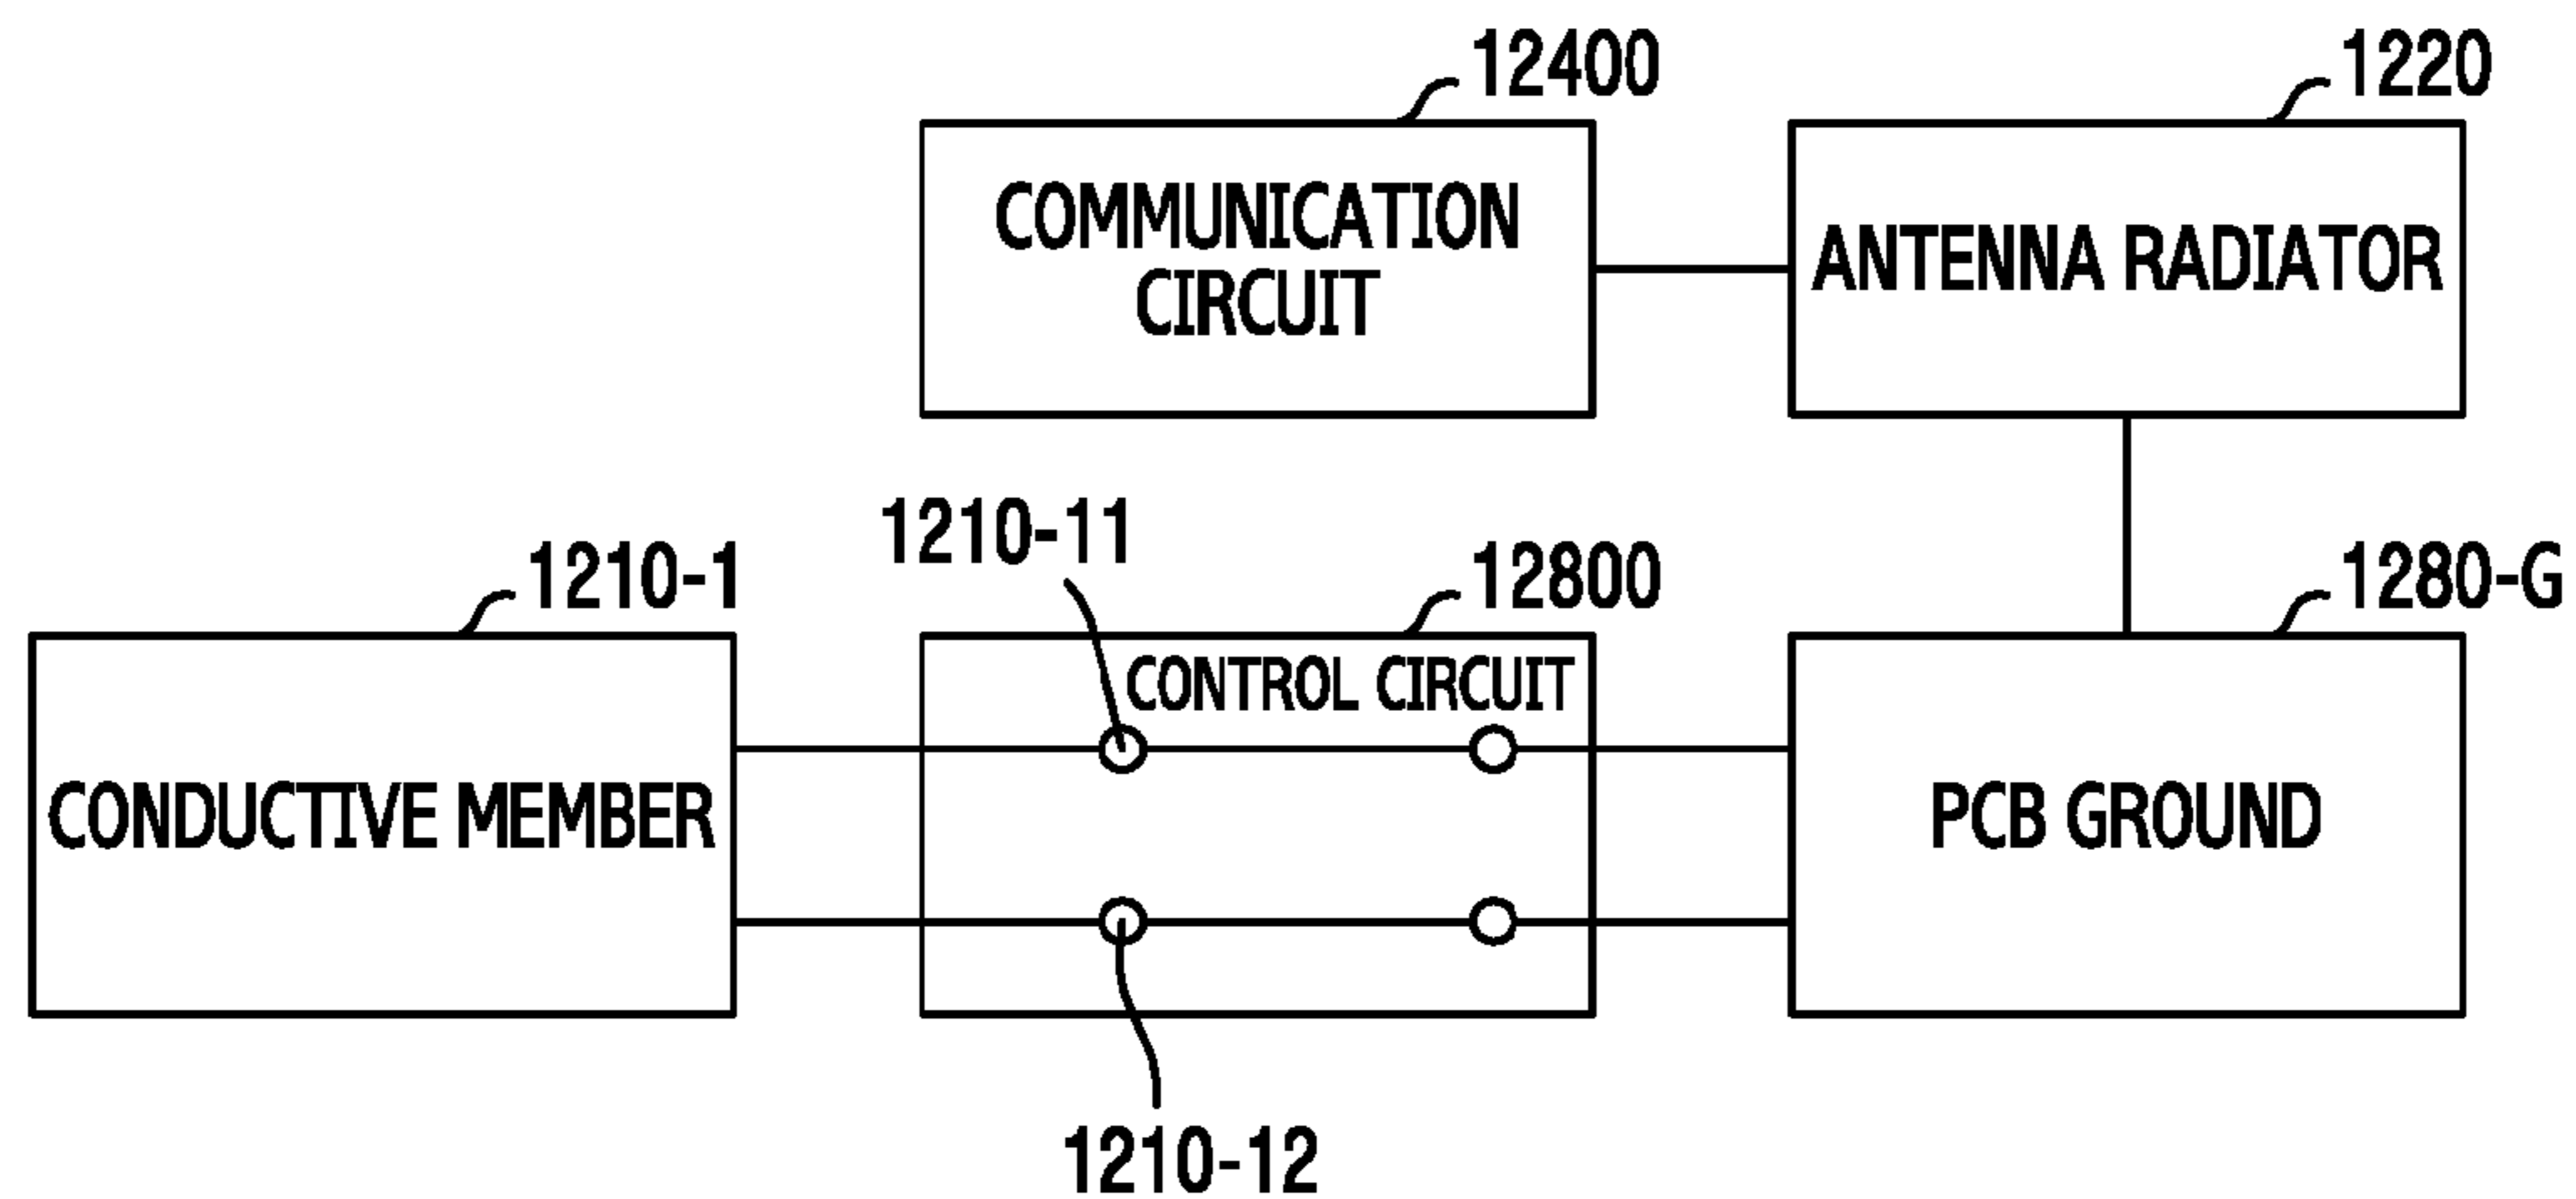 12400
1220
COMMUNICATION
CIRCUIT
ANTENNA RADIATOR
1210-11
1210-1
12800
1280-G
CONTROL CIRCUIT
CONDUCTIVE MEMBER
PCB GROUND
1210-12